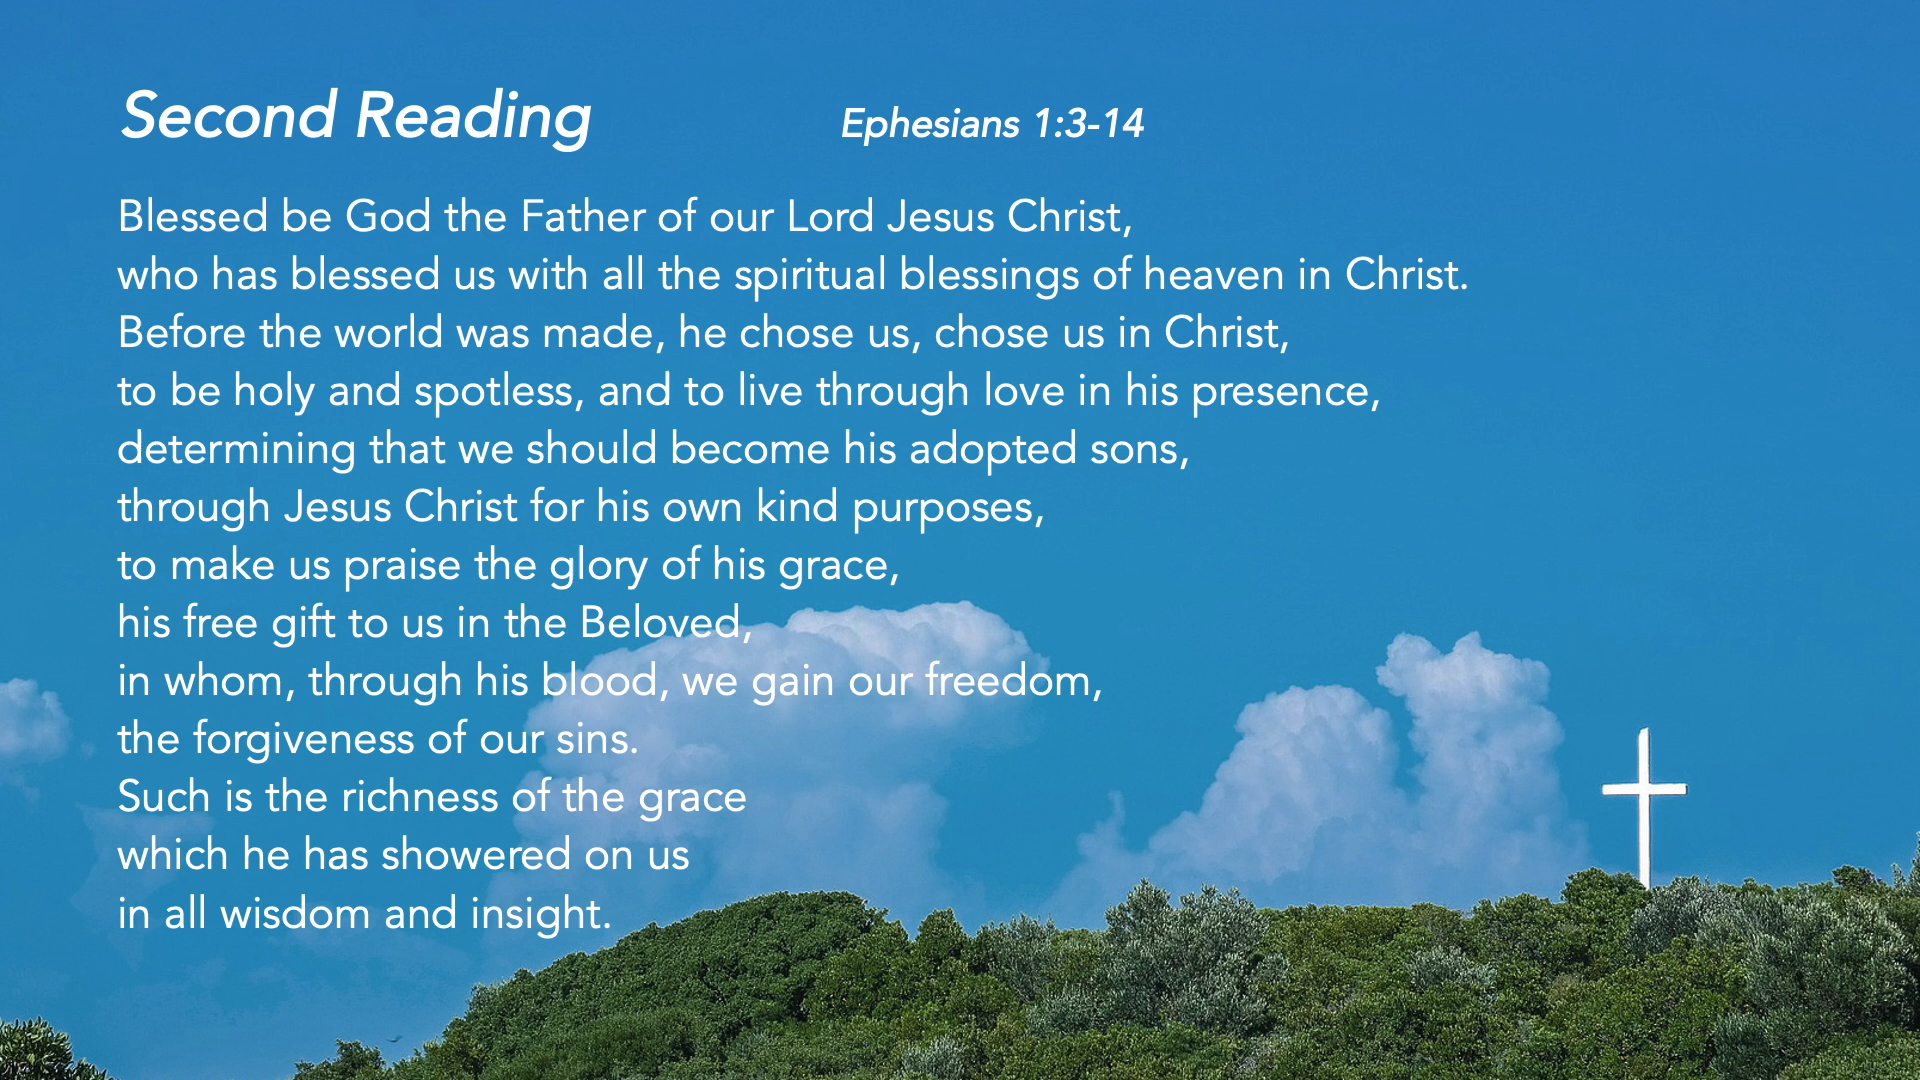 Second Reading Ephesians 1:3-14
Blessed be God the Father of our Lord Jesus Christ,
who has blessed us with all the spiritual blessings of heaven in Christ.
Before the world was made, he chose us, chose us in Christ,
to be holy and spotless, and to live through love in his presence,
determining that we should become his adopted sons,
through Jesus Christ for his own kind purposes,
to make us praise the glory of his grace,
his free gift to us in the Beloved,
in whom, through his blood, we gain our freedom,
the forgiveness of our sins.
Such is the richness of the grace
which he has showered on us
in all wisdom and insight.